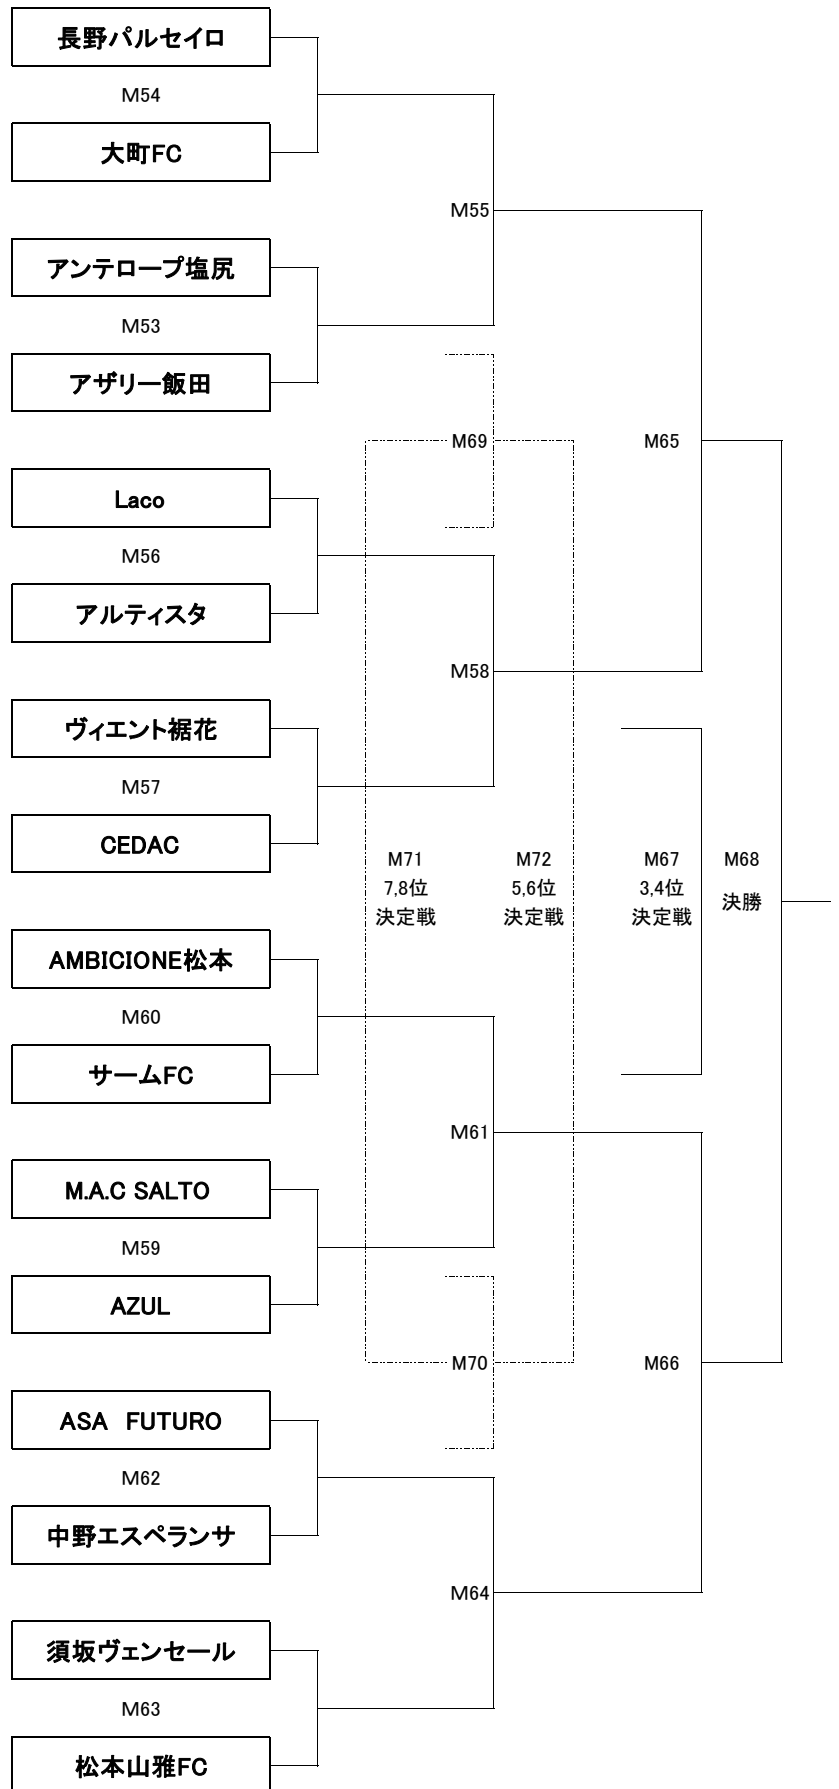 長野パルセイロ
M54
大町FC
M55
アンテロープ塩尻
M53
アザリー飯田
M69
M65
Laco
M56
アルティスタ
M58
ヴィエント裾花
M57
CEDAC
M71
7,8位
決定戦
M72
5,6位
決定戦
M67
3,4位
決定戦
M68
決勝
AMBICIONE松本
M60
サームFC
M61
M.A.C SALTO
M59
AZUL
M70
M66
ASA　FUTURO
M62
中野エスペランサ
M64
須坂ヴェンセール
M63
松本山雅FC